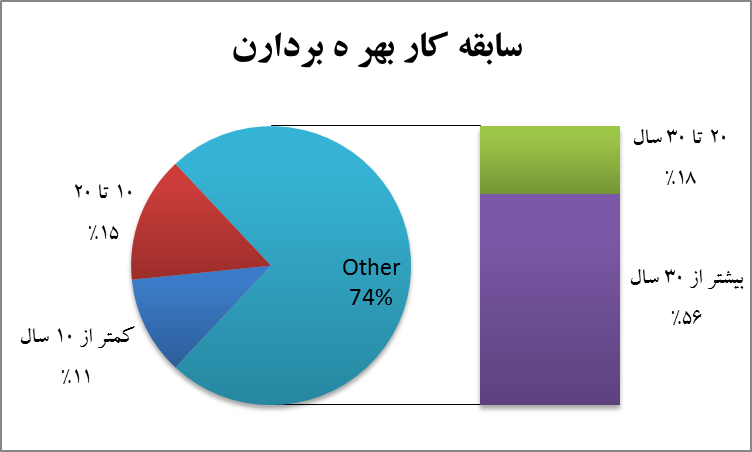 سابقه کار بهر ه بردارن
۲۰ تا ۳۰ سال
٪۱۸
۱۰ تا ۲۰
٪۱۵
Other
74%
بیشتر از ۳۰ سال
٪۵۶
کمتر از ۱۰ سال
٪۱۱